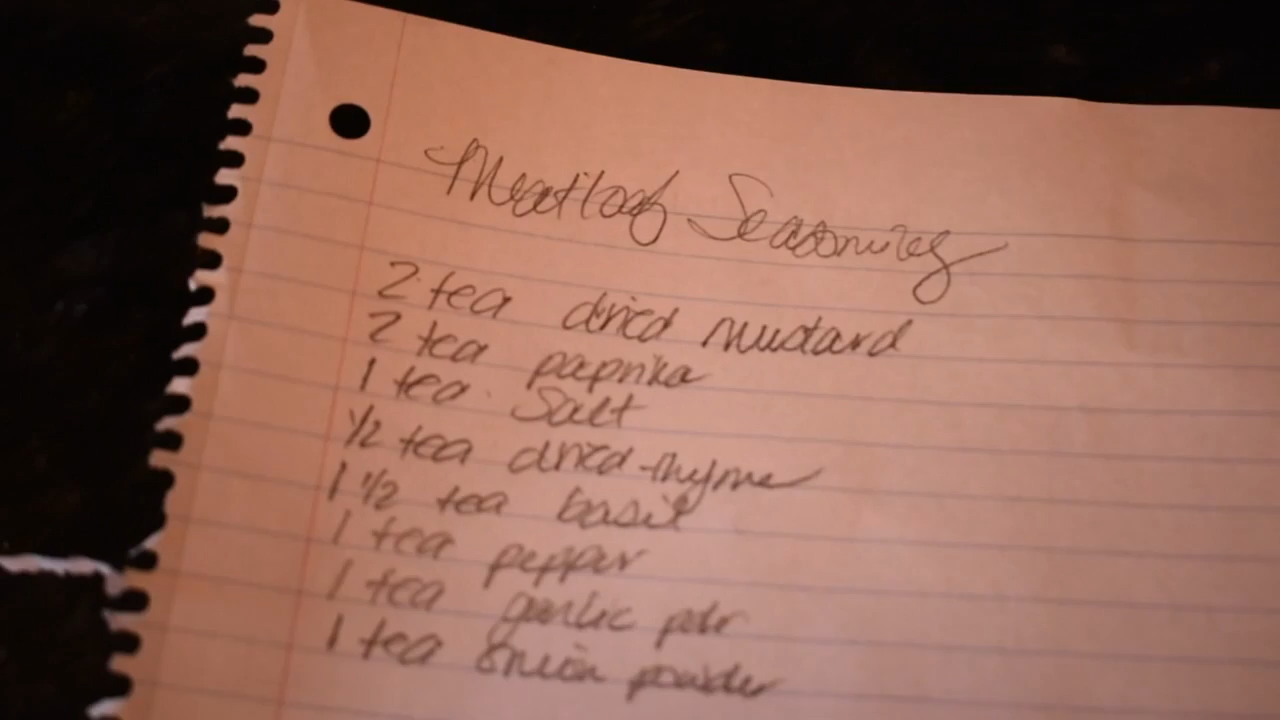 Meatloaf Seasoning
2 tea dried mustard
2 tea paprika
1 tea. Salt
1/2 tea dried thyme
1 1/2 tea basil
1 tea pepper
1 tea garlic pdr
1 tea onion powder